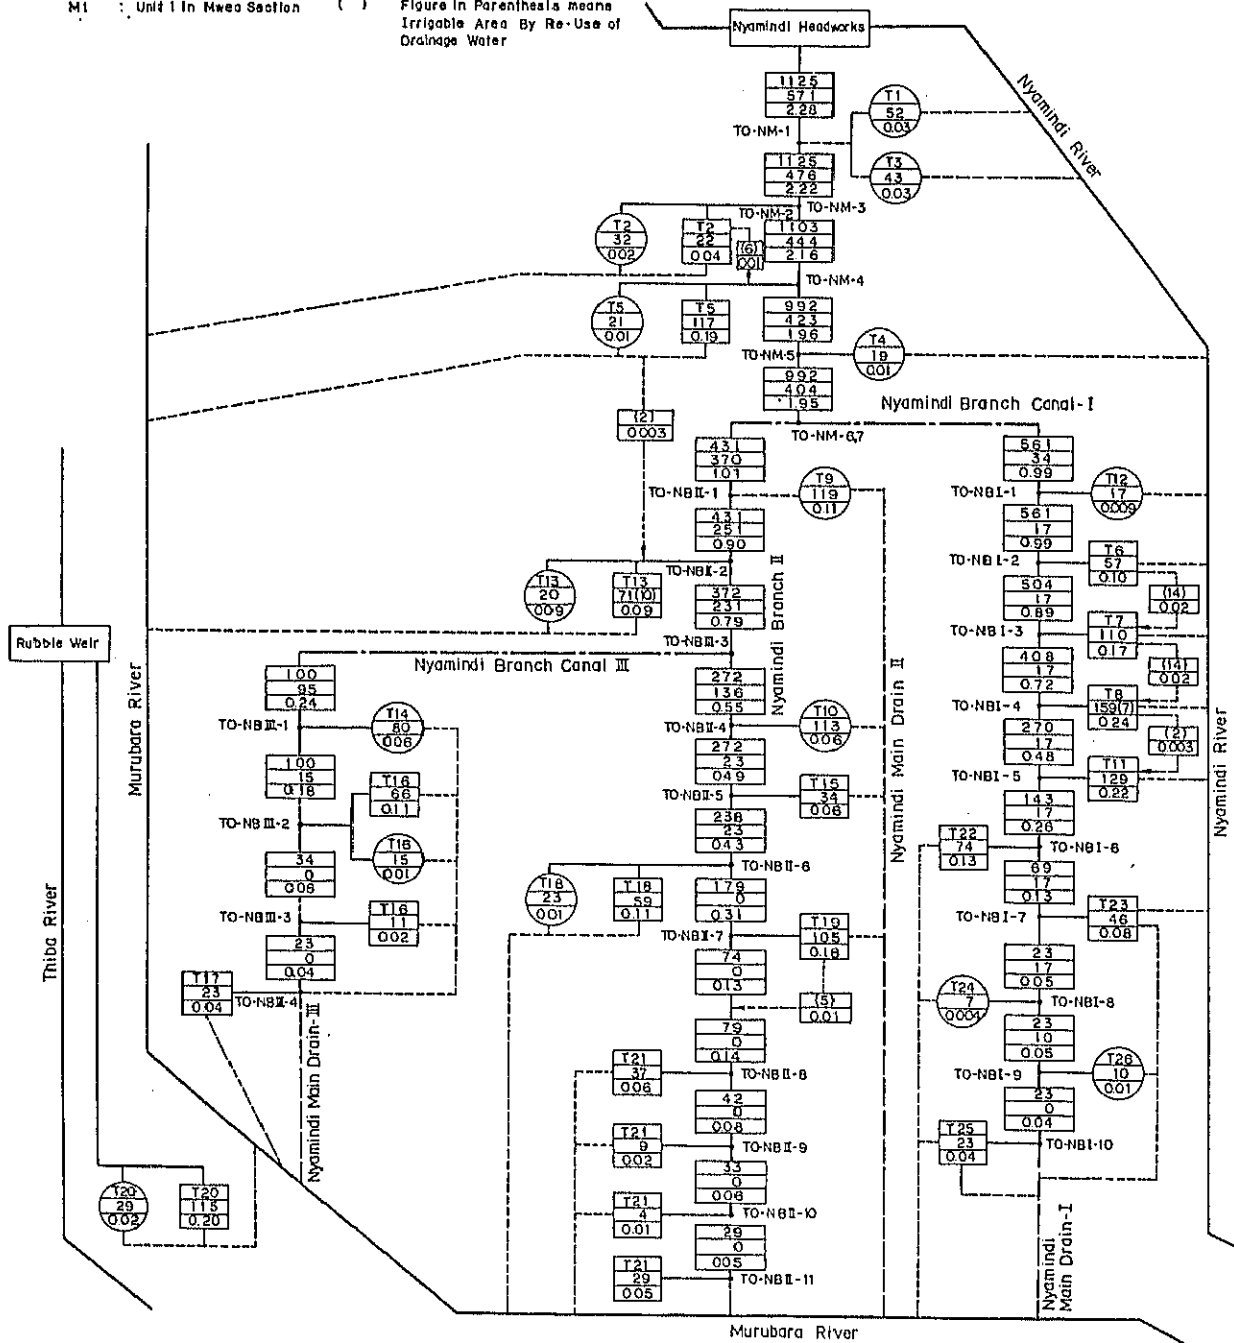 M1 : Unit 1 in Mwea Section ( ) Figure in Parenthesis means
Irrigable Area By Re-Use of
Drainage Water
Nyamindi Headworks
1125
571
2.28
T1
52
0.03
Nyamindi River
TO-NM-1
T3
43
0.03
1125
476
2.22
TO-NM-3
TO-NM-2
T2
32
0.02
T2
22
0.04
(6)
0.01
1103
444
2.16
TO-NM-4
T5
21
0.01
T5
117
0.19
992
423
1.96
T4
19
0.01
TO-NM-5
992
404
1.95
Nyamindi Branch Canal-I
(2)
0.003
TO-NM-6,7
431
370
1.01
561
34
0.99
TO-NBII-1
T9
119
0.11
TO-NBI-1
T12
17
0.009
431
251
0.90
561
17
0.99
TO-NBII-2
TO-NBI-2
T6
57
0.10
T13
20
0.09
T13
71(10)
0.09
372
231
0.79
Nyamindi Branch II
504
17
0.89
(14)
0.02
Rubble Weir
TO-NBIII-3
TO-NBI-3
T7
110
0.17
Nyamindi Branch Canal III
Murubara River
100
95
0.24
272
136
0.55
408
17
0.72
(14)
0.02
TO-NBIII-1
T14
80
0.06
TO-NBII-4
T10
113
0.06
Nyamindi Main Drain II
TO-NBI-4
T8
159(7)
0.24
100
15
0.18
272
23
0.49
270
17
0.48
(2)
0.003
T16
66
0.11
TO-NBII-5
T15
34
0.06
TO-NBI-5
T11
129
0.22
Nyamindi River
TO-NBIII-2
238
23
0.43
143
17
0.26
T16
15
0.01
TO-NBII-6
T22
74
0.13
TO-NBI-6
34
0
0.06
T18
23
0.01
T18
59
0.11
179
0
0.31
69
17
0.13
TO-NBIII-3
T16
11
0.02
TO-NBII-7
T19
105
0.18
TO-NBI-7
T23
46
0.08
Thiba River
23
0
0.04
74
0
0.13
23
17
0.05
T17
23
0.04
TO-NBII-4
(5)
0.01
T24
7
0.004
TO-NBI-8
Nyamindi Main Drain-III
79
0
0.14
23
10
0.05
T21
37
0.06
TO-NBII-8
TO-NBI-9
T26
10
0.01
42
0
0.08
23
0
0.04
T21
9
0.02
TO-NBII-9
T25
23
0.04
TO-NBI-10
33
0
0.06
T20
29
0.02
T20
115
0.20
T21
4
0.01
TO-NBII-10
29
0
0.05
Nyamindi
Main Drain-I
T21
29
0.05
TO-NBII-11
Murubara River